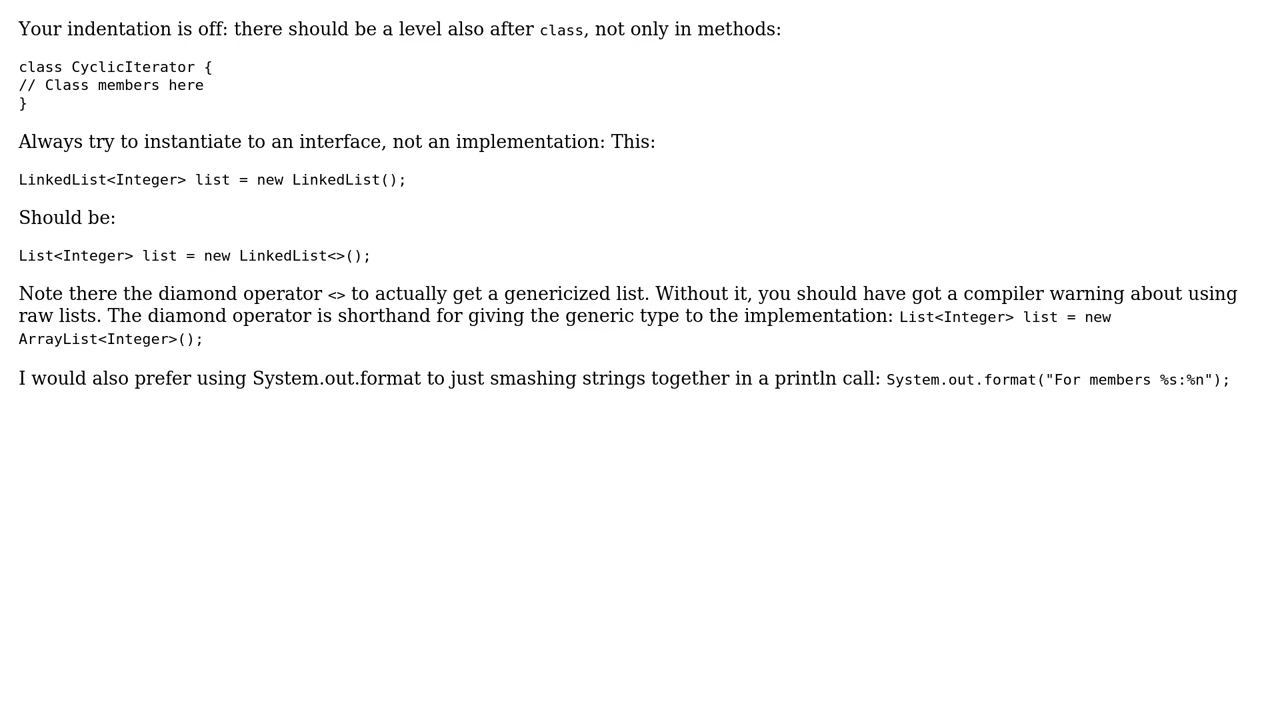 Your indentation is off: there should be a level also after class, not only in methods:
class CyclicIterator {
// Class members here
}
Always try to instantiate to an interface, not an implementation: This:
LinkedList<Integer> list = new LinkedList();
Should be:
List<Integer> list = new LinkedList<>();
Note there the diamond operator <> to actually get a genericized list. Without it, you should have got a compiler warning about using
raw lists. The diamond operator is shorthand for giving the generic type to the implementation: List<Integer> list = new
ArrayList<Integer>();
I would also prefer using System.out.format to just smashing strings together in a println call: System.out.format("For members %s:%n");